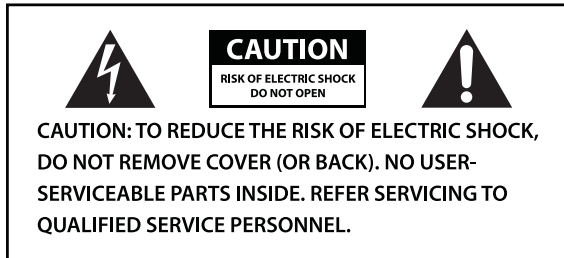 CAUTION
RISK OF ELECTRIC SHOCK
DO NOT OPEN
CAUTION: TO REDUCE THE RISK OF ELECTRIC SHOCK,
DO NOT REMOVE COVER (OR BACK). NO USER-
SERVICEABLE PARTS INSIDE. REFER SERVICING TO
QUALIFIED SERVICE PERSONNEL.